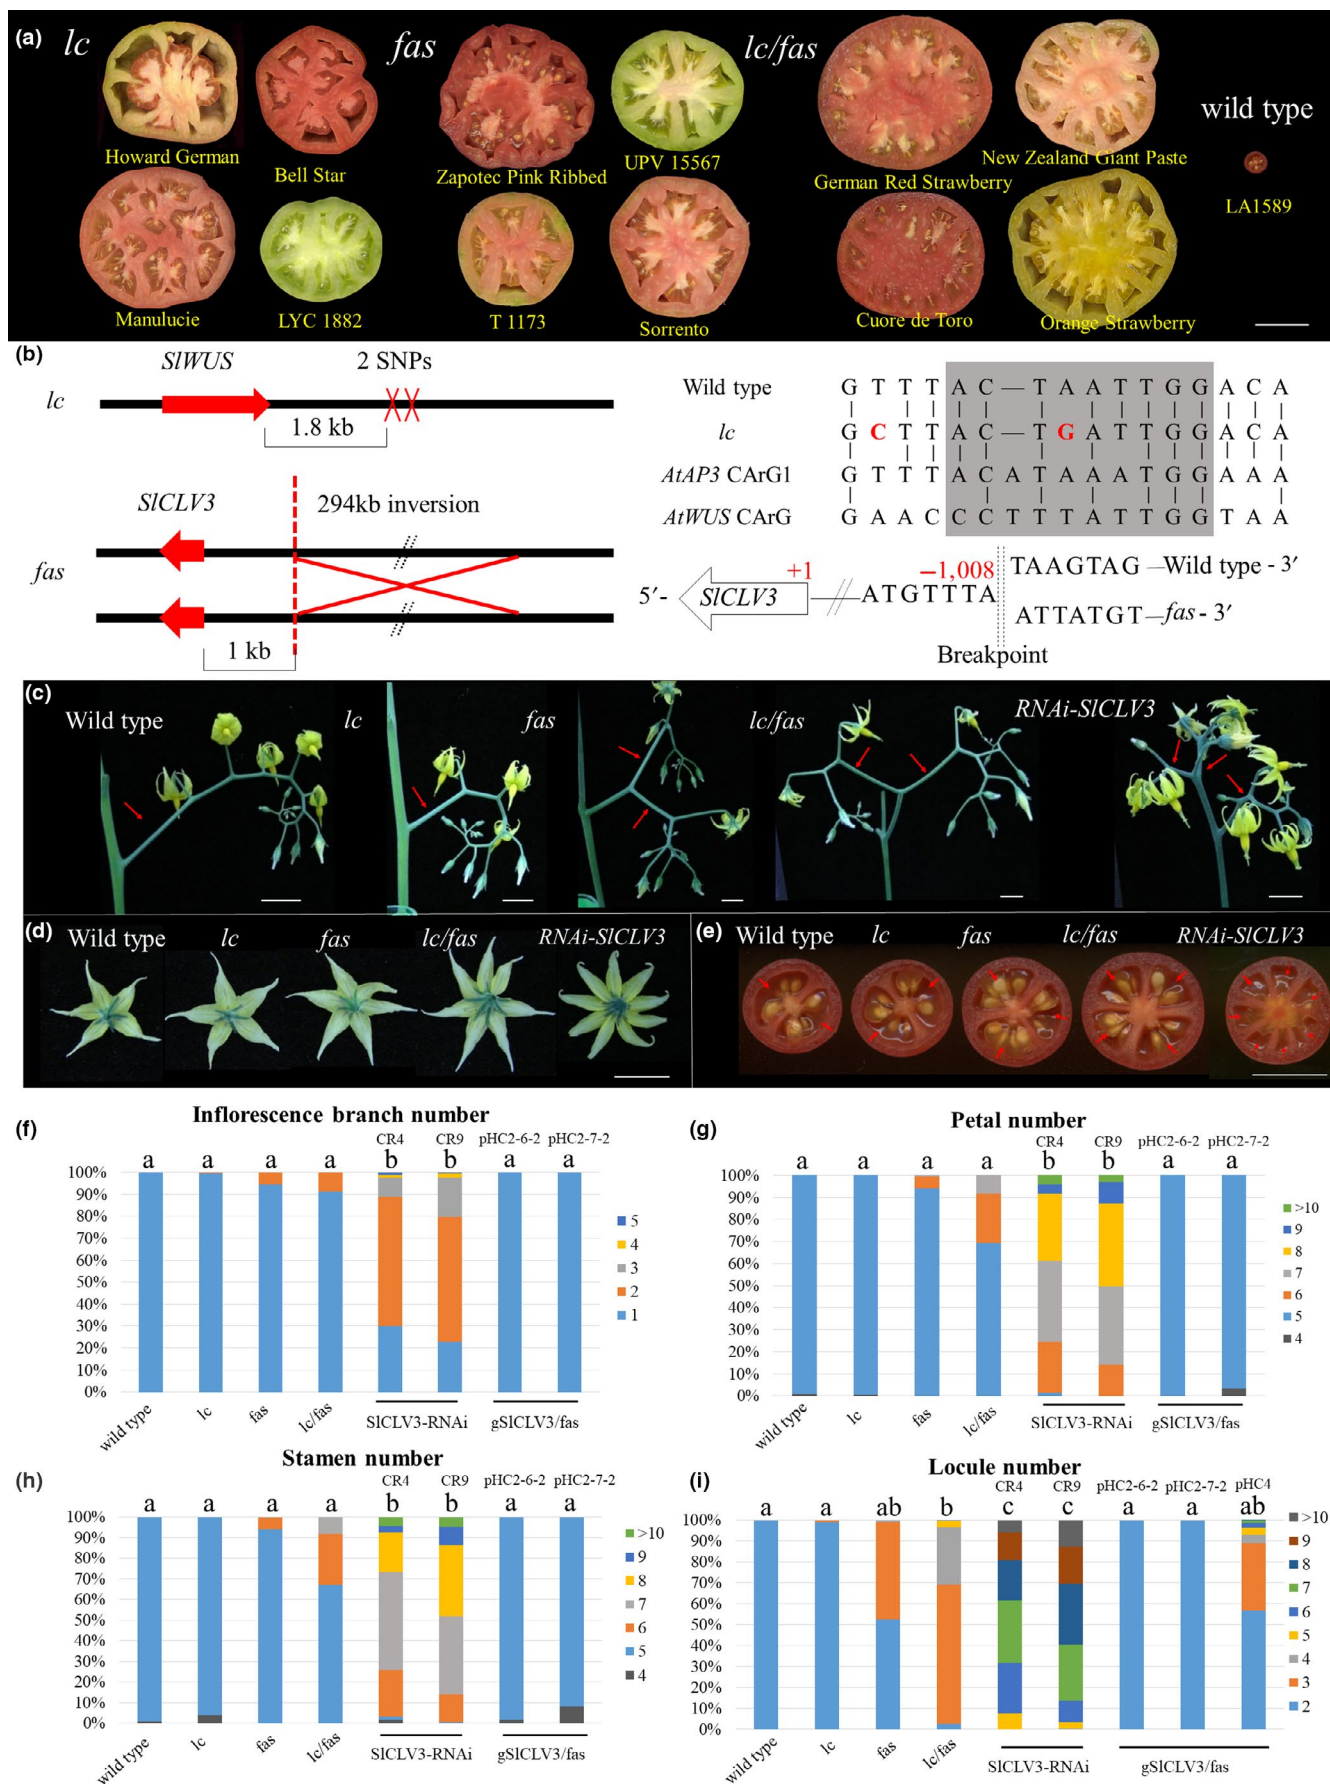 (a) lc fas lc/fas wild type
Howard German
Bell Star
Zapotec Pink Ribbed
UPV 15567
German Red Strawberry
New Zealand Giant Paste
LA1589
Manulucie
LYC 1882
T 1173
Sorrento
Cuore de Toro
Orange Strawberry
(b)
SlWUS 2 SNPs
lc
1.8 kb
SlCLV3 294kb inversion
fas
1 kb
Wild type G T T T A C — T A A T T G G A C A
lc G C T T A C — T G A T T G G A C A
AtAP3 CArG1 G T T T A C A T A A A T G G A A A
AtWUS CArG G A A C C C T T T A T T G G T A A
5′- SlCLV3 +1 ATGTTTA −1,008 TAAGTAG — Wild type - 3′
ATTATGT — fas - 3′
Breakpoint
(c) Wild type lc fas lc/fas RNAi-SlCLV3
(d) Wild type lc fas lc/fas RNAi-SlCLV3
(e) Wild type lc fas lc/fas RNAi-SlCLV3
(f) Inflorescence branch number
CR4 CR9 pHC2-6-2 pHC2-7-2
a a a a b b a a
100%
90%
80%
70%
60%
50%
40%
30%
20%
10%
0%
5
4
3
2
1
wild type lc fas lc/fas SlCLV3-RNAi gSlCLV3/fas
(g) Petal number
CR4 CR9 pHC2-6-2 pHC2-7-2
a a a a b b a a
100%
90%
80%
70%
60%
50%
40%
30%
20%
10%
0%
>10
9
8
7
6
5
4
wild type lc fas lc/fas SlCLV3-RNAi gSlCLV3/fas
(h) Stamen number
CR4 CR9 pHC2-6-2 pHC2-7-2
a a a a b b a a
100%
90%
80%
70%
60%
50%
40%
30%
20%
10%
0%
>10
9
8
7
6
5
4
wild type lc fas lc/fas SlCLV3-RNAi gSlCLV3/fas
(i) Locule number
CR4 CR9 pHC2-6-2 pHC2-7-2 pHC4
a a ab b c c a a ab
100%
90%
80%
70%
60%
50%
40%
30%
20%
10%
0%
>10
9
8
7
6
5
4
3
2
wild type lc fas lc/fas SlCLV3-RNAi gSlCLV3/fas